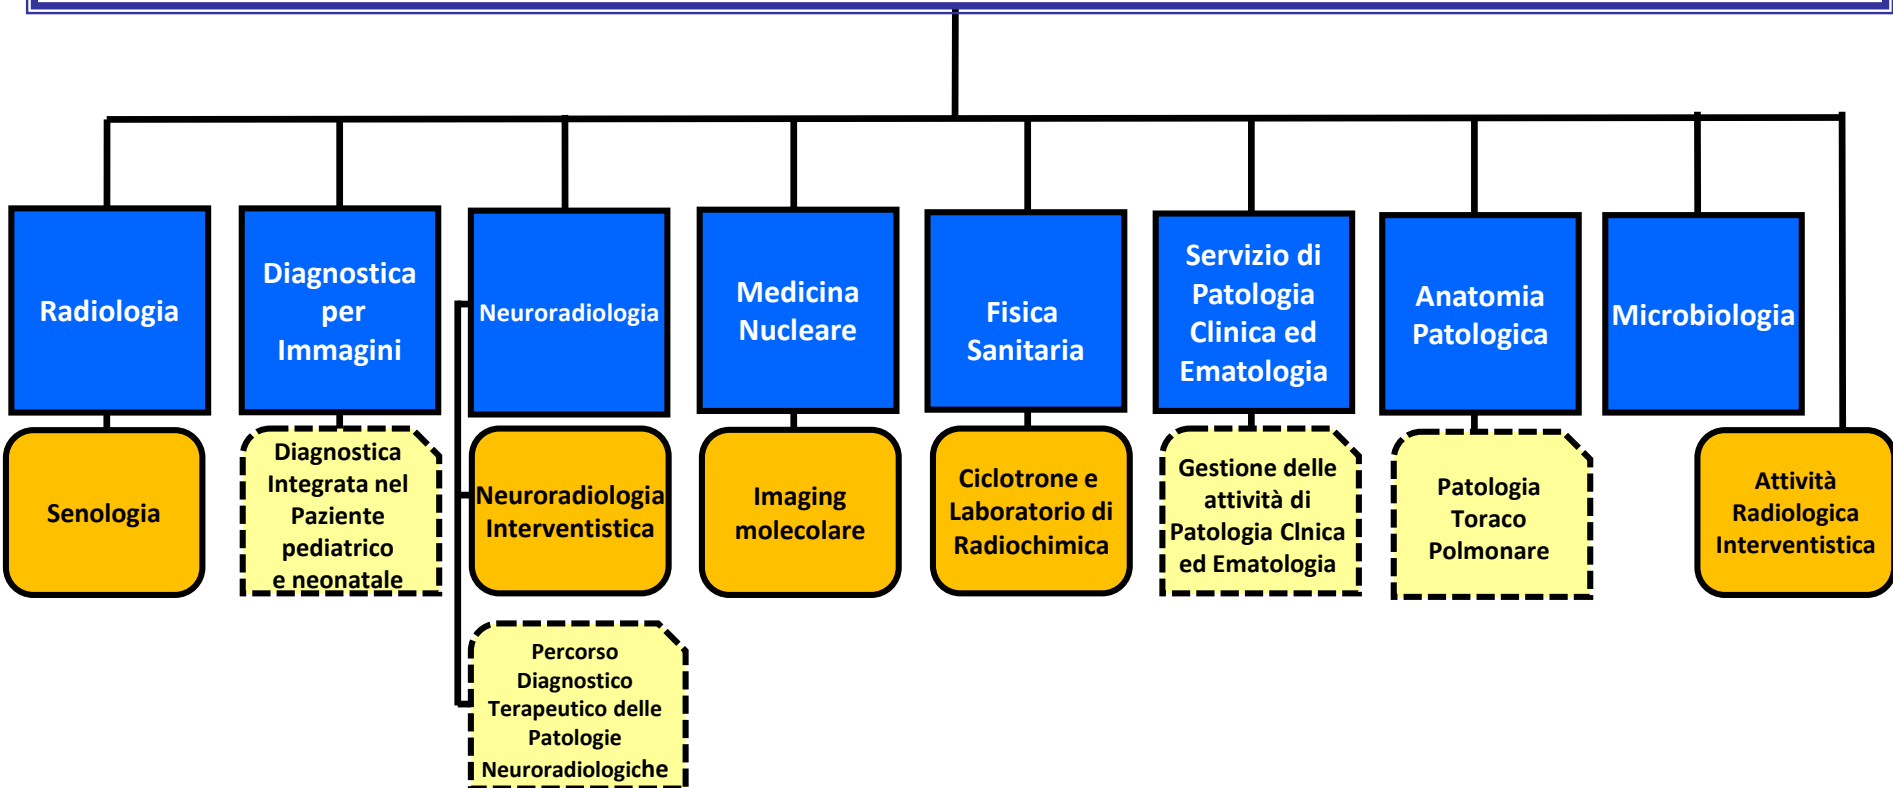 Radiologia
Diagnostica
per
Immagini
Neuroradiologia
Medicina
Nucleare
Fisica
Sanitaria
Servizio di
Patologia
Clinica ed
Ematologia
Anatomia
Patologica
Microbiologia
Senologia
Diagnostica
Integrata nel
Paziente
pediatrico
e neonatale
Neuroradiologia
Interventistica
Imaging
molecolare
Ciclotrone e
Laboratorio di
Radiochimica
Gestione delle
attività di
Patologia Clnica
ed Ematologia
Patologia
Toraco
Polmonare
Attività
Radiologica
Interventistica
Percorso
Diagnostico
Terapeutico delle
Patologie
Neuroradiologiche